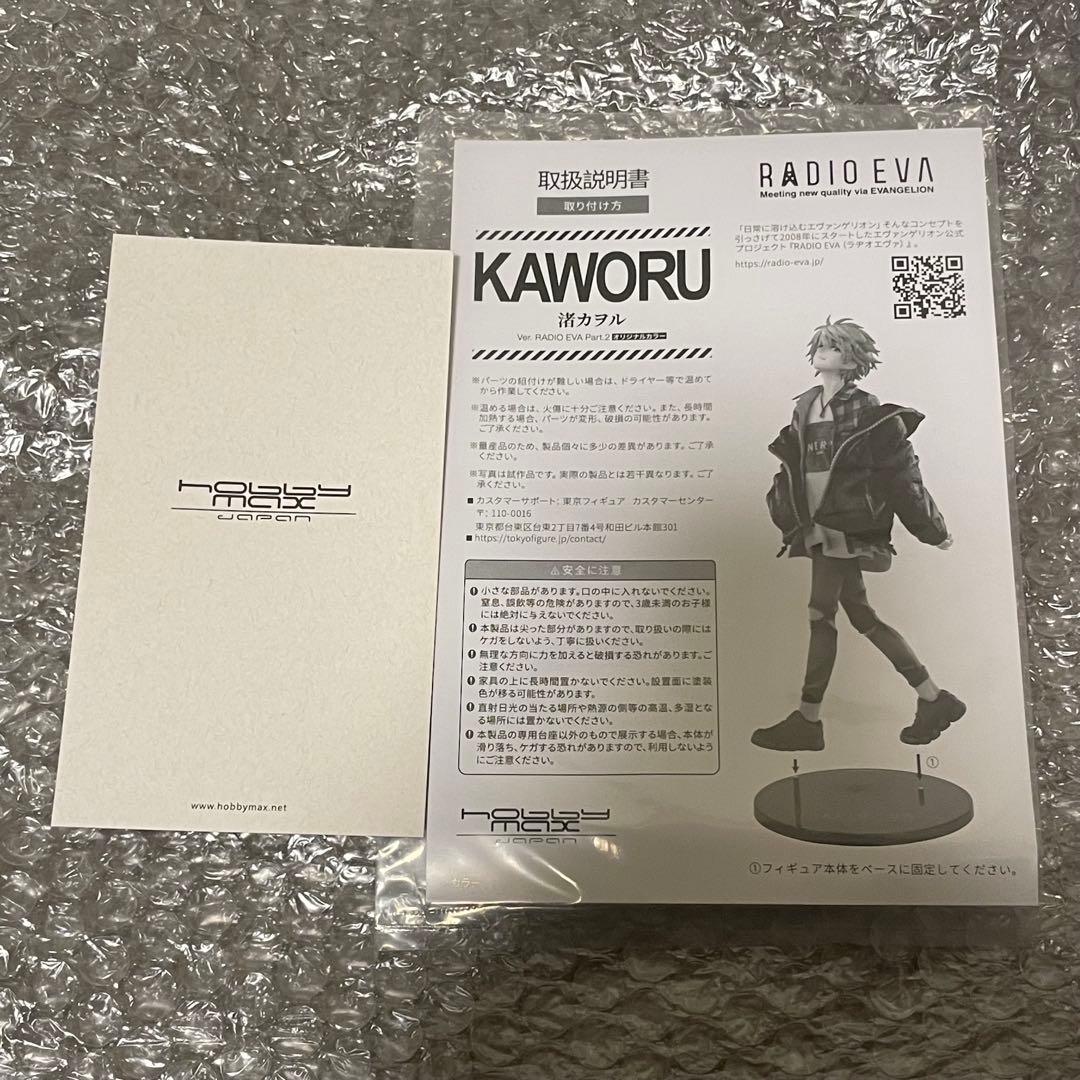 hobby
max
JAPAN
www.hobbymax.net
取扱説明書
取り付け方
KAWORU
渚カヲル
Ver. RADIO EVA Part.2 オリジナルカラー
※パーツの組付けが難しい場合は、ドライヤー等で温めて
から作業してください。
※温める場合は、火傷に十分ご注意ください。また、長時間
加熱する場合、パーツが変形、破損の可能性があります。
ご了承ください。
※量産品のため、製品個々に多少の差異があります。ご了承
ください。
※写真は試作品です。実際の製品とは若干異なります。ご了
承ください。
■カスタマーサポート: 東京フィギュア カスタマーセンター
〒: 110-0016
東京都台東区台東2丁目7番4号和田ビル本館301
■https://tokyofigure.jp/contact/
⚠安全に注意
小さな部品があります。口の中に入れないでください。
窒息、誤飲等の危険がありますので、3歳未満のお子様
には絶対に与えないでください。
本製品は尖った部分がありますので、取り扱いの際には
ケガをしないよう、丁寧に扱いください。
無理な方向に力を加えると破損する恐れがあります。ご
注意ください。
家具の上に長時間置かないでください。設置面に塗装
色が移る可能性があります。
直射日光の当たる場所や熱源の側等の高温、多湿とな
る場所には置かないでください。
本製品の専用台座以外のもので展示する場合、本体が
滑り落ち、ケガする恐れがありますので、利用しないよう
にご注意ください。
hobby
max
JAPAN
カラー
RADIO EVA
Meeting new quality via EVANGELION
「日常に溶け込むエヴァンゲリオン」そんなコンセプトを
引っさげて2008年にスタートしたエヴァンゲリオン公式
プロジェクト『RADIO EVA (ラヂオエヴァ) 』。
https://radio-eva.jp/
NERV
①
①フィギュア本体をベースに固定してください。